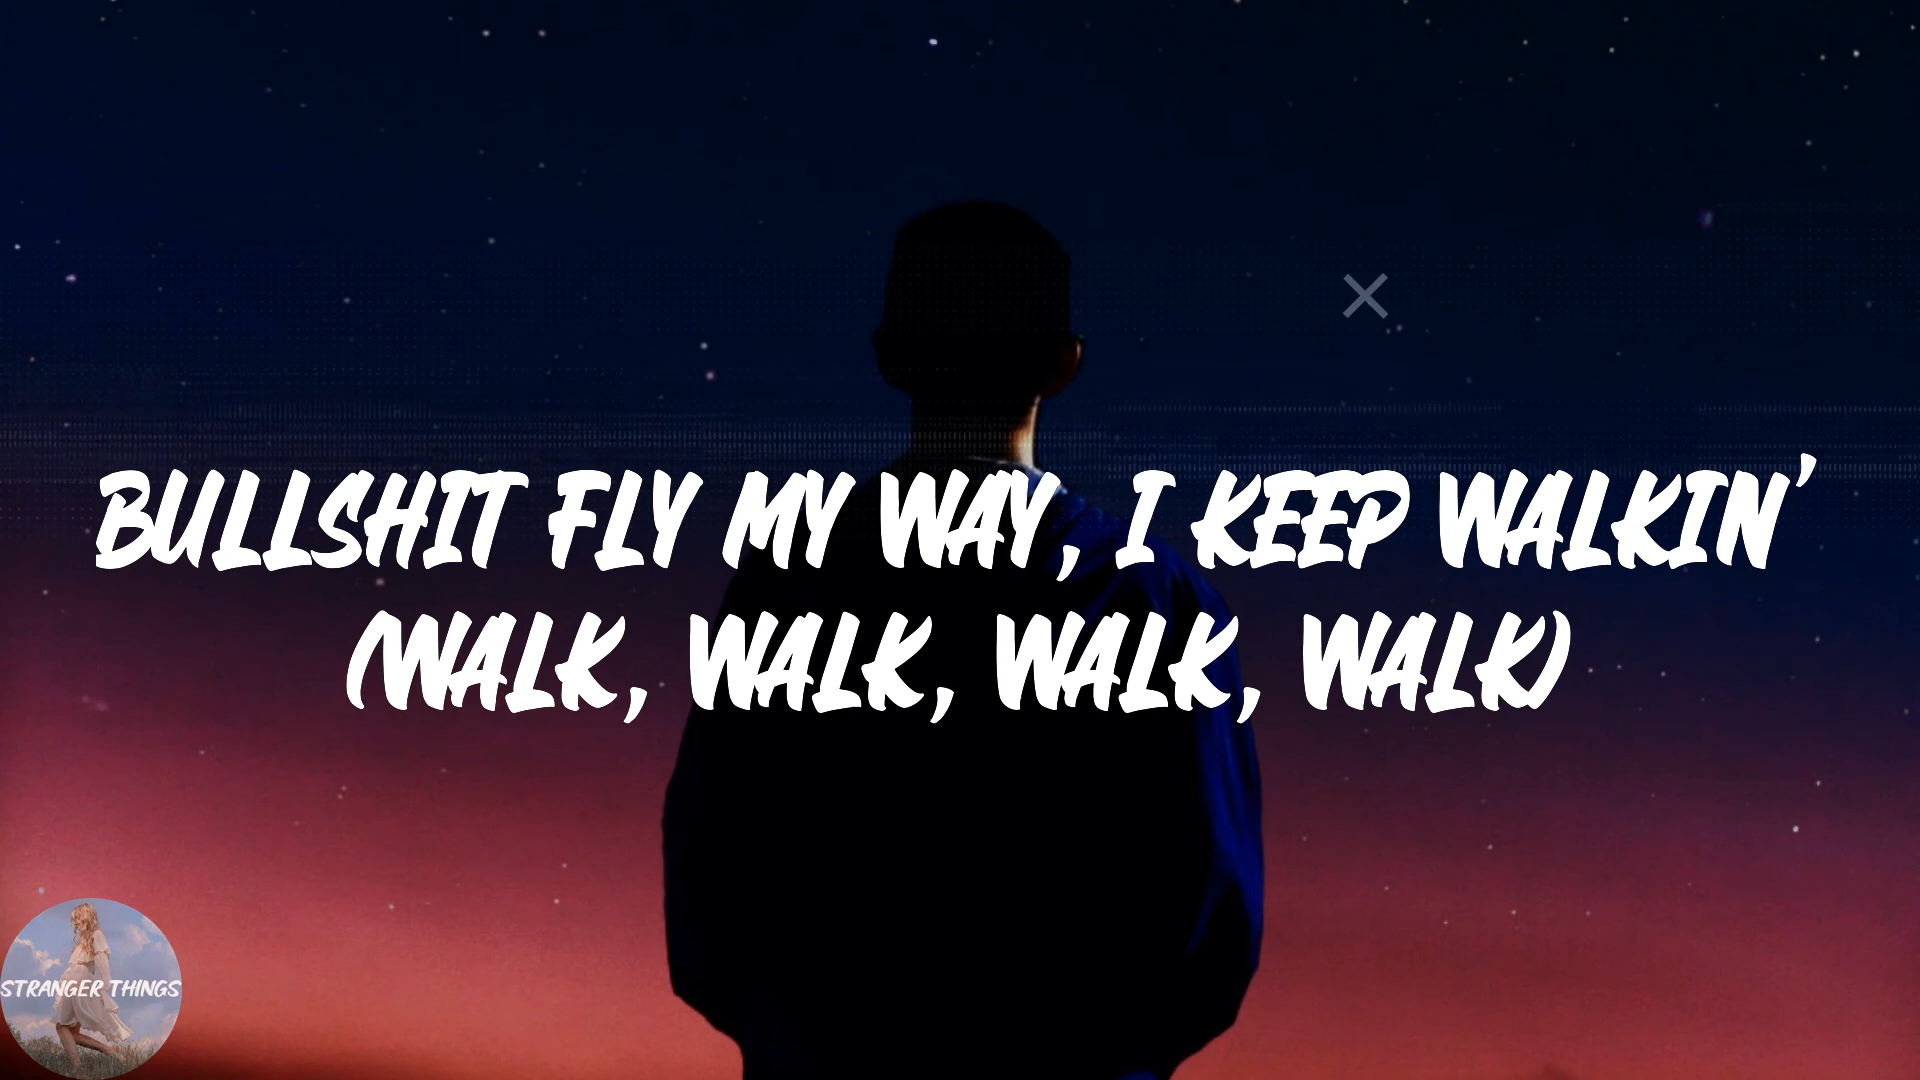 BULLSHIT FLY MY WAY, I KEEP WALKIN'
(WALK, WALK, WALK, WALK)
STRANGER THINGS